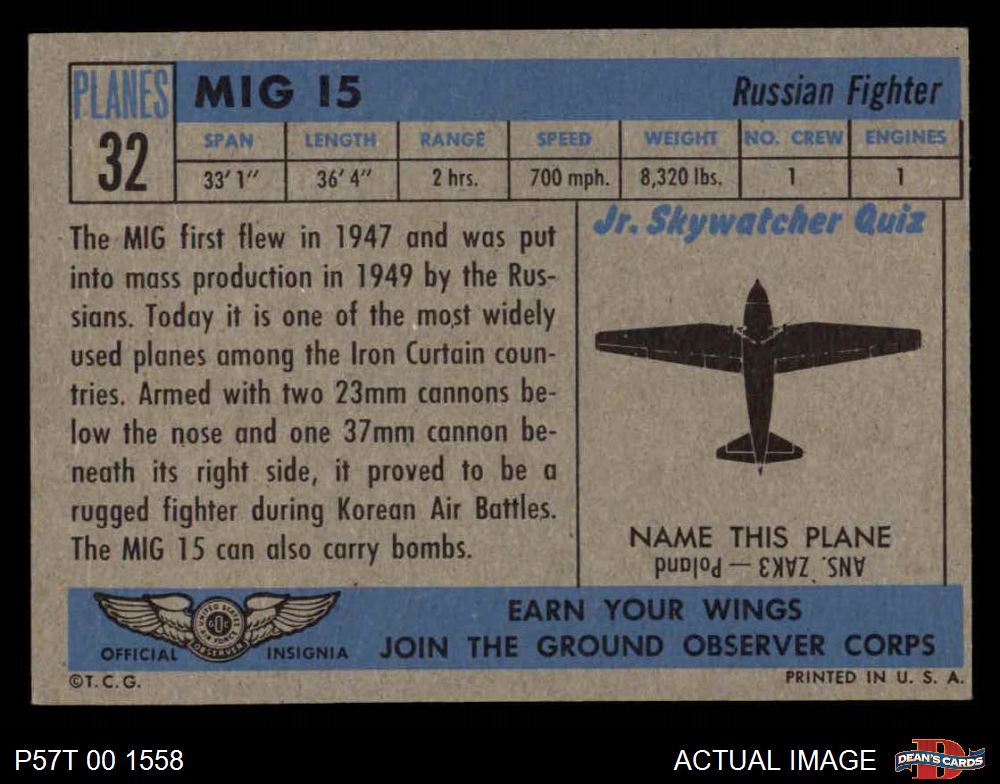 PLANES
32
MIG 15
Russian Fighter
SPAN LENGTH RANGE SPEED WEIGHT NO. CREW ENGINES
33' 1" 36' 4" 2 hrs. 700 mph. 8,320 lbs. 1 1
The MIG first flew in 1947 and was put
into mass production in 1949 by the Rus-
sians. Today it is one of the most widely
used planes among the Iron Curtain coun-
tries. Armed with two 23mm cannons be-
low the nose and one 37mm cannon be-
neath its right side, it proved to be a
rugged fighter during Korean Air Battles.
The MIG 15 can also carry bombs.
Jr. Skywatcher Quiz
NAME THIS PLANE
ANS. ZAK3 — Poland
UNITED STATES
GOC
AIR FORCE
OBSERVER
OFFICIAL INSIGNIA
EARN YOUR WINGS
JOIN THE GROUND OBSERVER CORPS
©T.C.G.
PRINTED IN U. S. A.
P57T 00 1558
ACTUAL IMAGE
DEAN'S CARDS